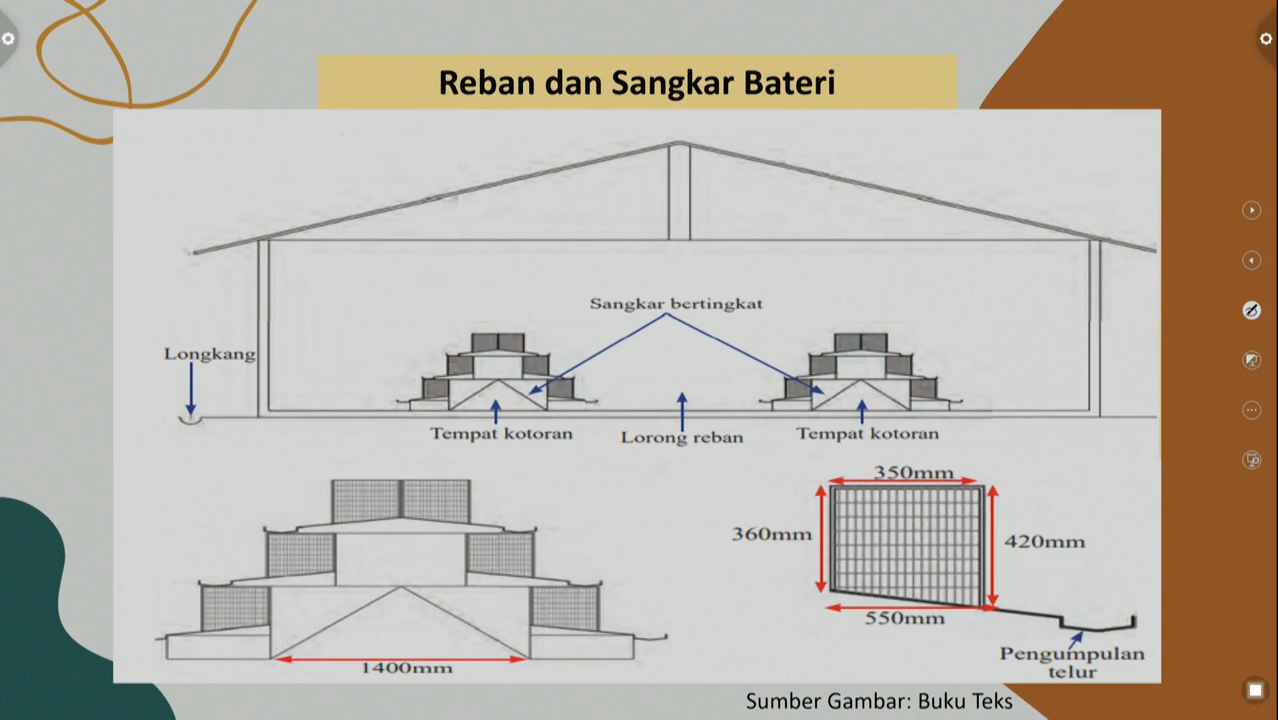 Reban dan Sangkar Bateri
Sangkar bertingkat
Longkang
Tempat kotoran
Lorong reban
Tempat kotoran
350mm
360mm
420mm
550mm
1400mm
Pengumpulan
telur
Sumber Gambar: Buku Teks